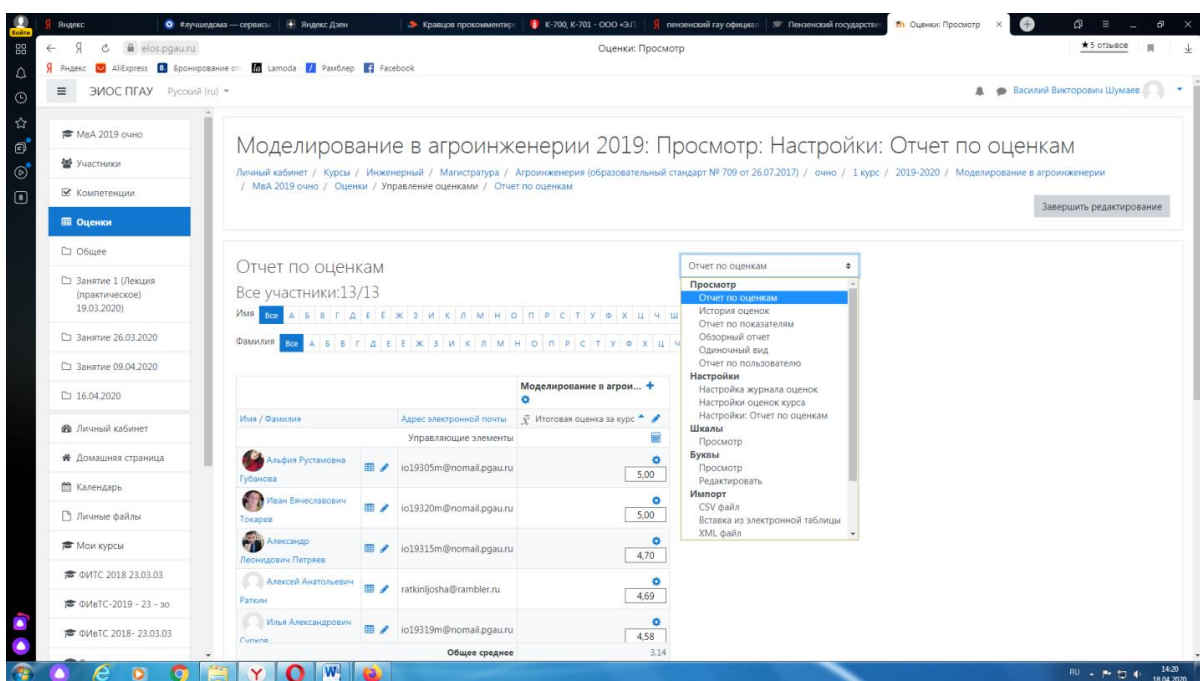 Войти
Яндекс
#лучшедома — сервисы
Яндекс Дзен
Кравцов прокомментир
К-700, К-701 - ООО «ЭЛ
пензенский гау официал
Пензенский государстве
Оценки: Просмотр
eios.pgau.ru
Оценки: Просмотр
★5 отзывов
Яндекс AliExpress Бронирование оте Lamoda Рамблер Facebook
ЭИОС ПГАУ Русский (ru)
Василий Викторович Шумаев
МвА 2019 очно
Участники
Компетенции
Оценки
Общее
Занятие 1 (Лекция
(практическое)
19.03.2020)
Занятие 26.03.2020
Занятие 09.04.2020
16.04.2020
Личный кабинет
Домашняя страница
Календарь
Личные файлы
Мои курсы
ФИТС 2018 23.03.03
ФИвТС-2019 - 23 - зо
ФИвТС 2018- 23.03.03
Моделирование в агроинженерии 2019: Просмотр: Настройки: Отчет по оценкам
Личный кабинет / Курсы / Инженерный / Магистратура / Агроинженерия (образовательный стандарт № 709 от 26.07.2017) / очно / 1 курс / 2019-2020 / Моделирование в агроинженерии
/ МвА 2019 очно / Оценки / Управление оценками / Отчет по оценкам
Завершить редактирование
Отчет по оценкам
Все участники:13/13
Имя Все А Б В Г Д Е Ё Ж З И К Л М Н О П Р С Т У Ф Х Ц Ч Ш
Фамилия Все А Б В Г Д Е Ё Ж З И К Л М Н О П Р С Т У Ф Х Ц Ч
Моделирование в агрои...
Имя / Фамилия Адрес электронной почты Итоговая оценка за курс
Управляющие элементы
Альфия Рустамовна
Губанова io19305m@nomail.pgau.ru 5,00
Иван Вячеславович
Токарев io19320m@nomail.pgau.ru 5,00
Александр
Леонидович Петряев io19315m@nomail.pgau.ru 4,70
Алексей Анатольевич
Раткин ratkinljosha@rambler.ru 4,69
Илья Александрович
Сурков io19319m@nomail.pgau.ru 4,58
Общее среднее 3,14
Отчет по оценкам
Просмотр
Отчет по оценкам
История оценок
Отчет по показателям
Обзорный отчет
Одиночный вид
Отчет по пользователю
Настройки
Настройка журнала оценок
Настройки оценок курса
Настройки: Отчет по оценкам
Шкалы
Просмотр
Буквы
Просмотр
Редактировать
Импорт
CSV файл
Вставка из электронной таблицы
XML файл
RU
14:20
18.04.2020